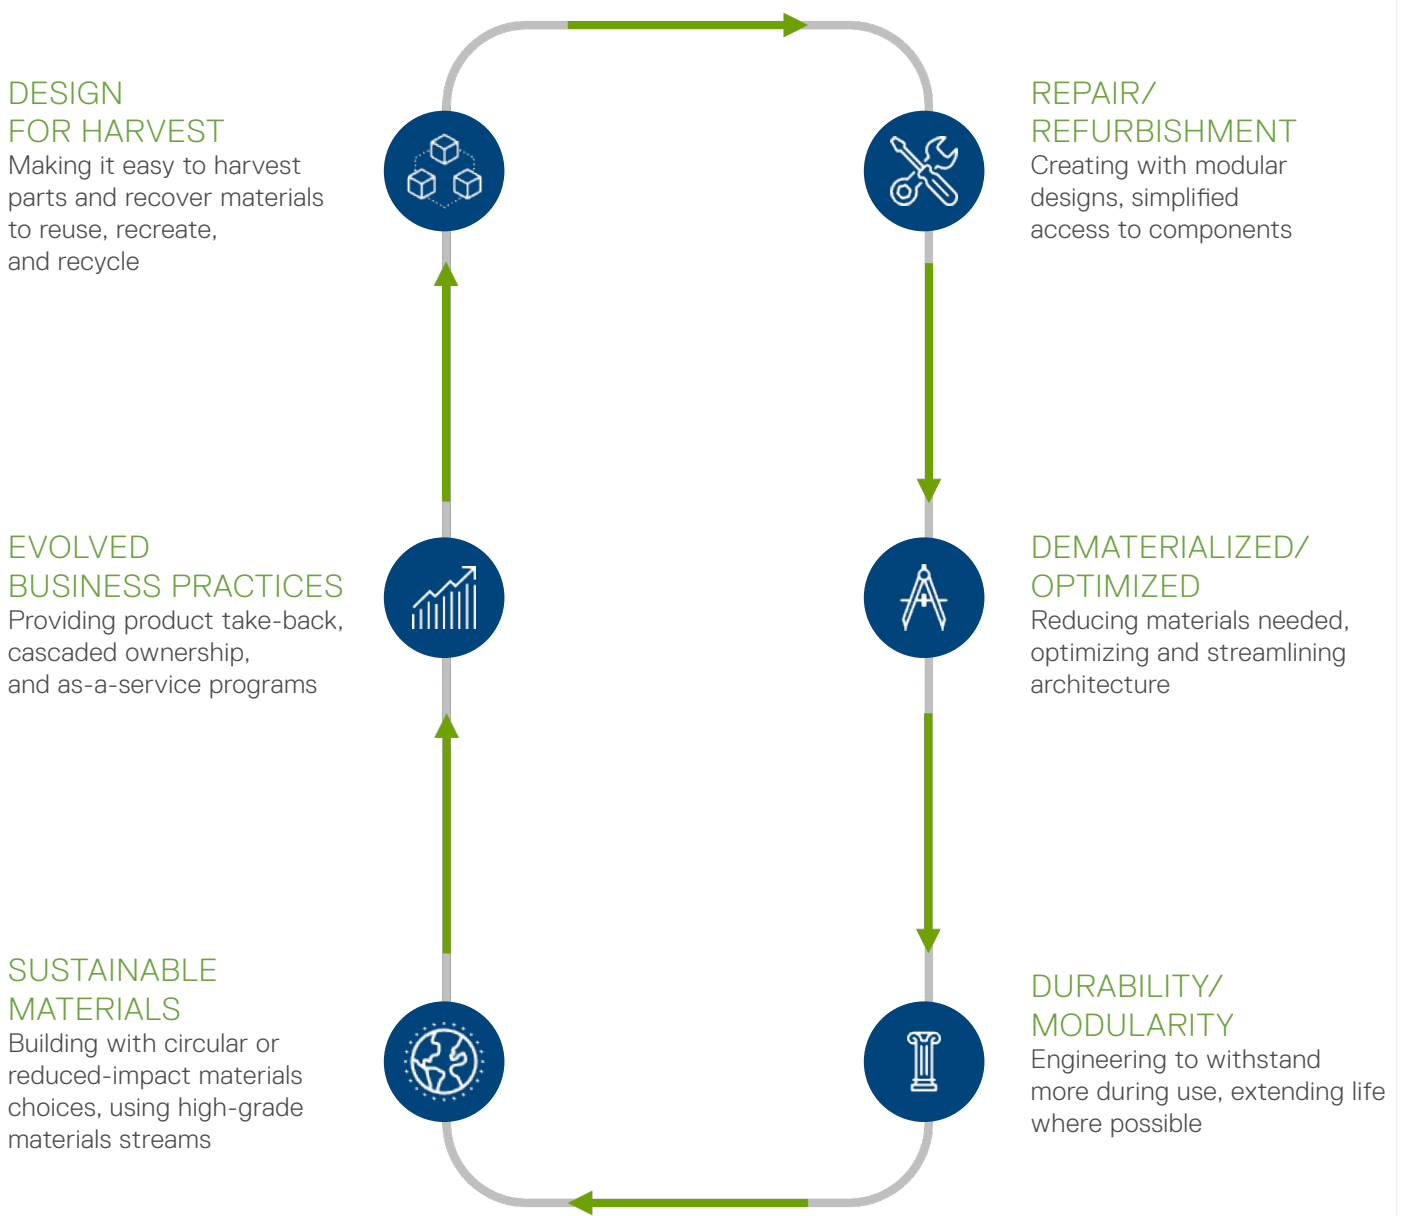 DESIGN
FOR HARVEST
Making it easy to harvest
parts and recover materials
to reuse, recreate,
and recycle
REPAIR/
REFURBISHMENT
Creating with modular
designs, simplified
access to components
EVOLVED
BUSINESS PRACTICES
Providing product take-back,
cascaded ownership,
and as-a-service programs
DEMATERIALIZED/
OPTIMIZED
Reducing materials needed,
optimizing and streamlining
architecture
SUSTAINABLE
MATERIALS
Building with circular or
reduced-impact materials
choices, using high-grade
materials streams
DURABILITY/
MODULARITY
Engineering to withstand
more during use, extending life
where possible